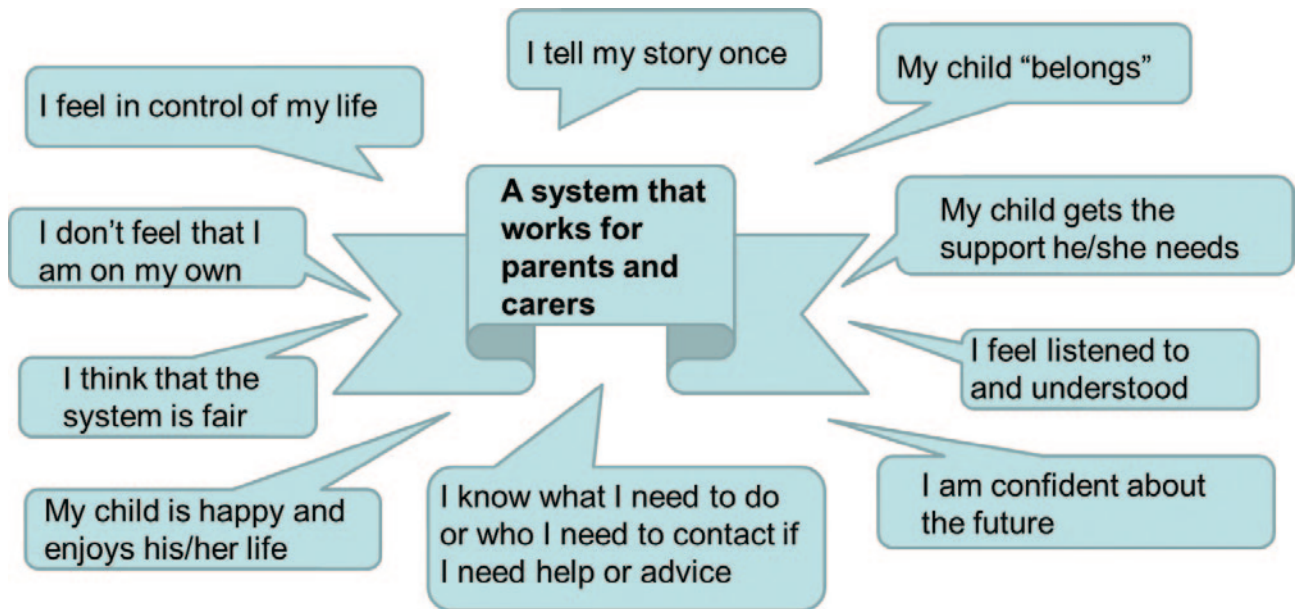 I tell my story once
My child “belongs”
I feel in control of my life
A system that
works for
parents and
carers
I don’t feel that I
am on my own
My child gets the
support he/she needs
I think that the
system is fair
I feel listened to
and understood
My child is happy and
enjoys his/her life
I know what I need to do
or who I need to contact if
I need help or advice
I am confident about
the future